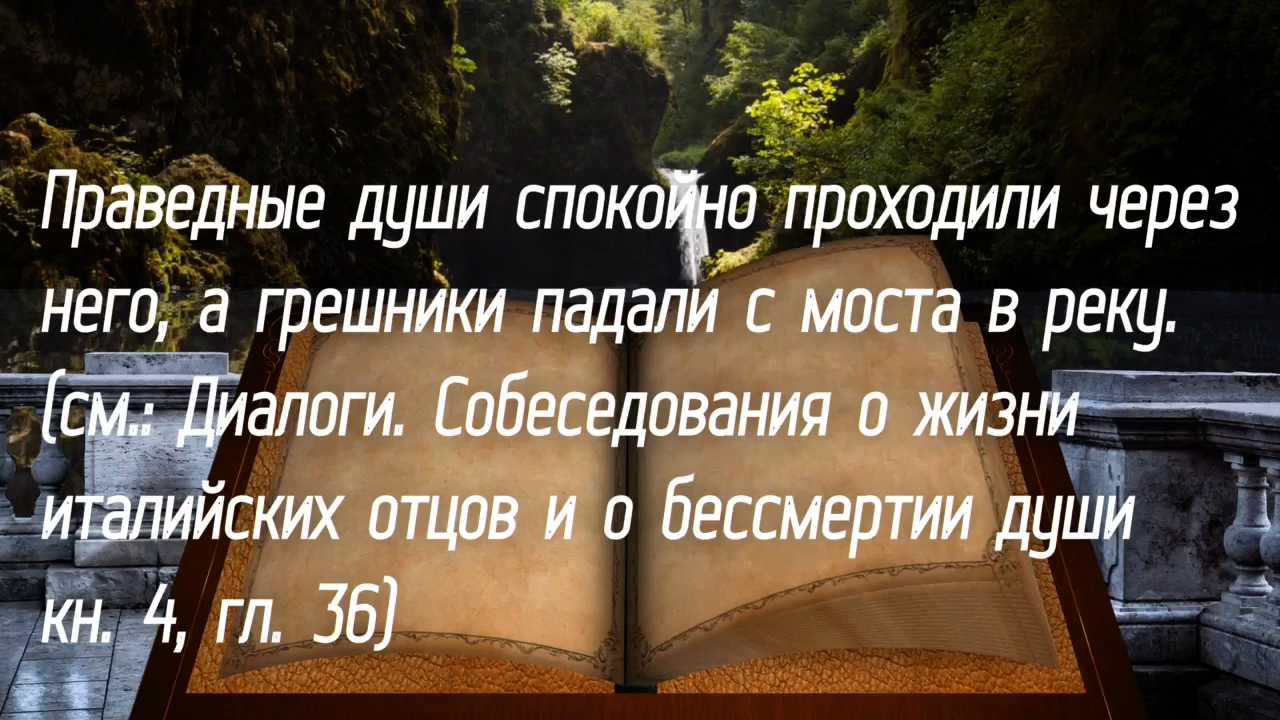 Праведные души спокойно проходили через
него, а грешники падали с моста в реку.
(см.: Диалоги. Собеседования о жизни
италийских отцов и о бессмертии души
кн. 4, гл. 36)